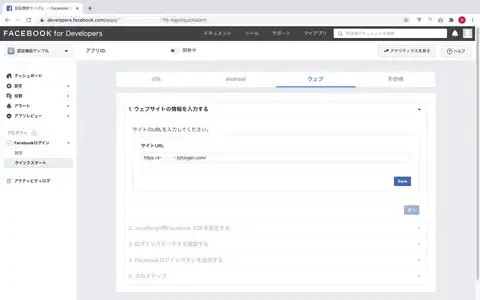 認証機能サンプル - Facebook
developers.facebook.com/apps/
?fb-login/quickstart/
FACEBOOK for Developers
ドキュメント ツール サポート マイアプリ
認証機能サンプル
アプリID:
開発中
アナリティクスを見る
ヘルプ
ダッシュボード
設定
役割
アラート
アプリレビュー
プロダクト
Facebookログイン
設定
クイックスタート
アクティビティログ
iOS Android ウェブ その他
1. ウェブサイトの情報を入力する
サイトのURLを入力してください。
サイトURL
.b2clogin.com/
Save
次へ
2. JavaScript用Facebook SDKを設定する
3. ログインステータスを確認する
4. Facebookログインボタンを追加する
5. 次のステップ